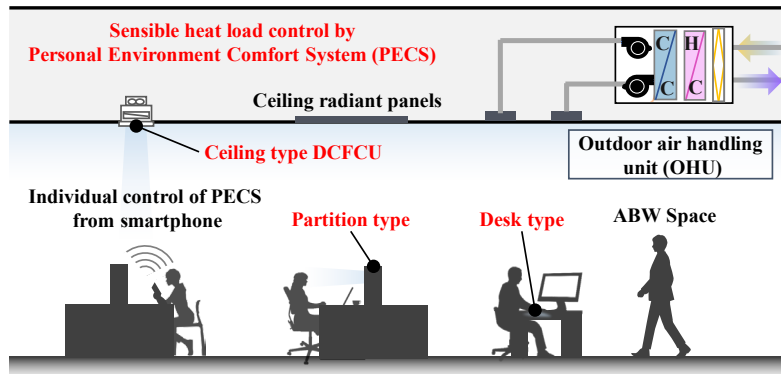 Sensible heat load control by
Personal Environment Comfort System (PECS)
C
H
C
C
Ceiling radiant panels
Ceiling type DCFCU
Outdoor air handling
unit (OHU)
Individual control of PECS
from smartphone
Partition type
Desk type
ABW Space